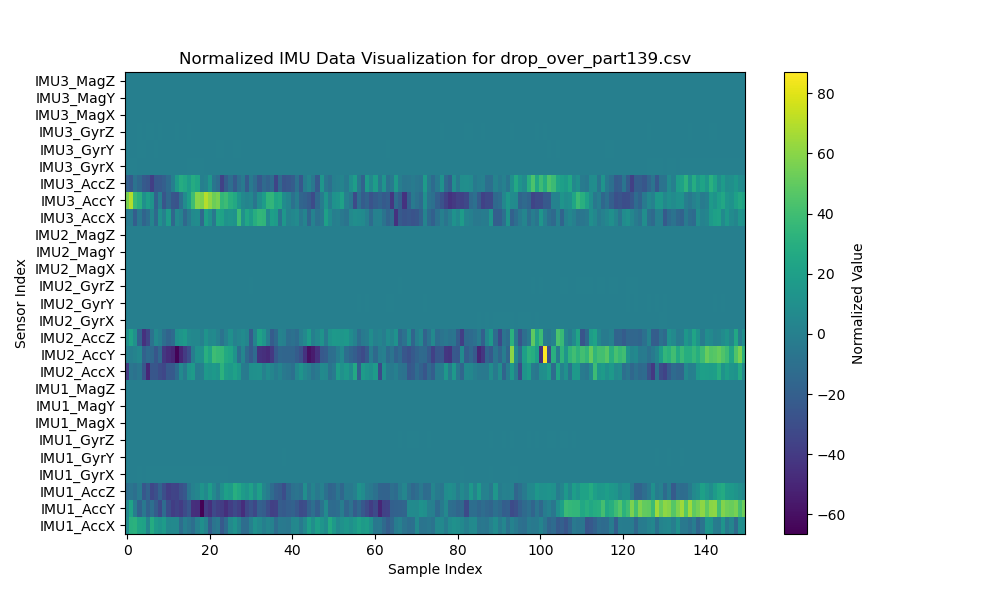 Normalized IMU Data Visualization for drop_over_part139.csv
Sensor Index
IMU3_MagZ
IMU3_MagY
IMU3_MagX
IMU3_GyrZ
IMU3_GyrY
IMU3_GyrX
IMU3_AccZ
IMU3_AccY
IMU3_AccX
IMU2_MagZ
IMU2_MagY
IMU2_MagX
IMU2_GyrZ
IMU2_GyrY
IMU2_GyrX
IMU2_AccZ
IMU2_AccY
IMU2_AccX
IMU1_MagZ
IMU1_MagY
IMU1_MagX
IMU1_GyrZ
IMU1_GyrY
IMU1_GyrX
IMU1_AccZ
IMU1_AccY
IMU1_AccX
0 20 40 60 80 100 120 140
Sample Index
80
60
40
20
0
−20
−40
−60
Normalized Value